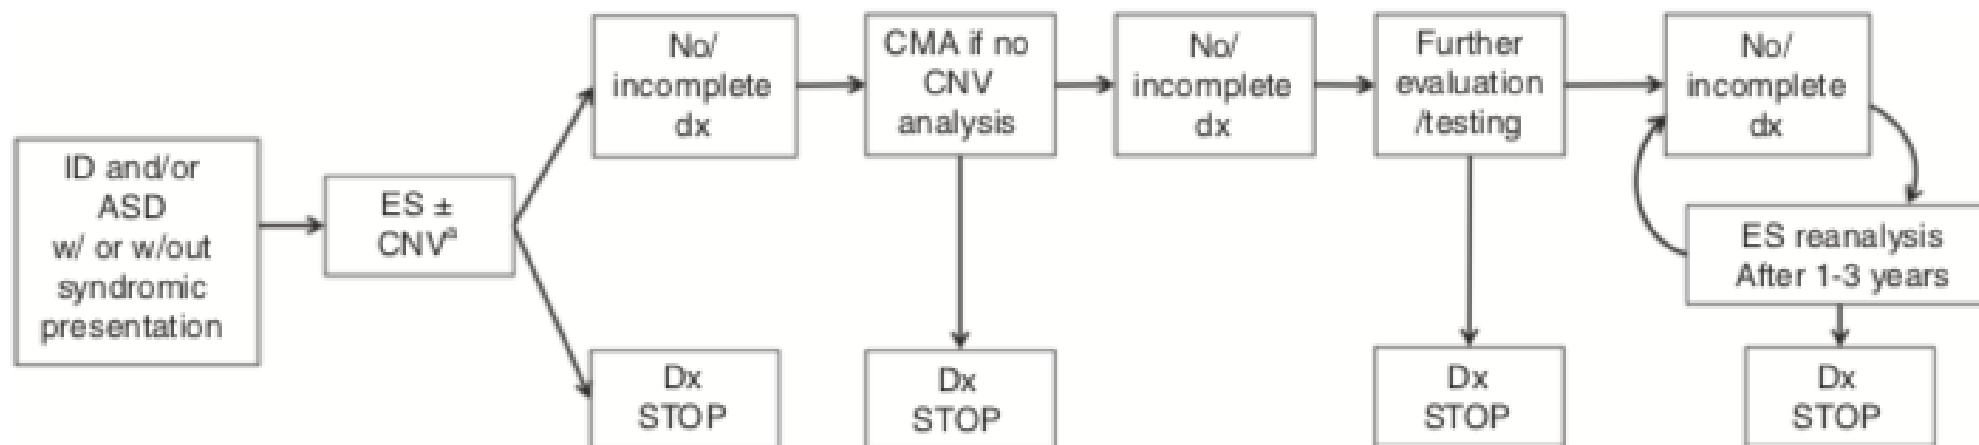 ID and/or
ASD
w/ or w/out
syndromic
presentation
ES ±
CNVª
No/
incomplete
dx
Dx
STOP
CMA if no
CNV
analysis
Dx
STOP
No/
incomplete
dx
Further
evaluation
/testing
Dx
STOP
No/
incomplete
dx
ES reanalysis
After 1-3 years
Dx
STOP